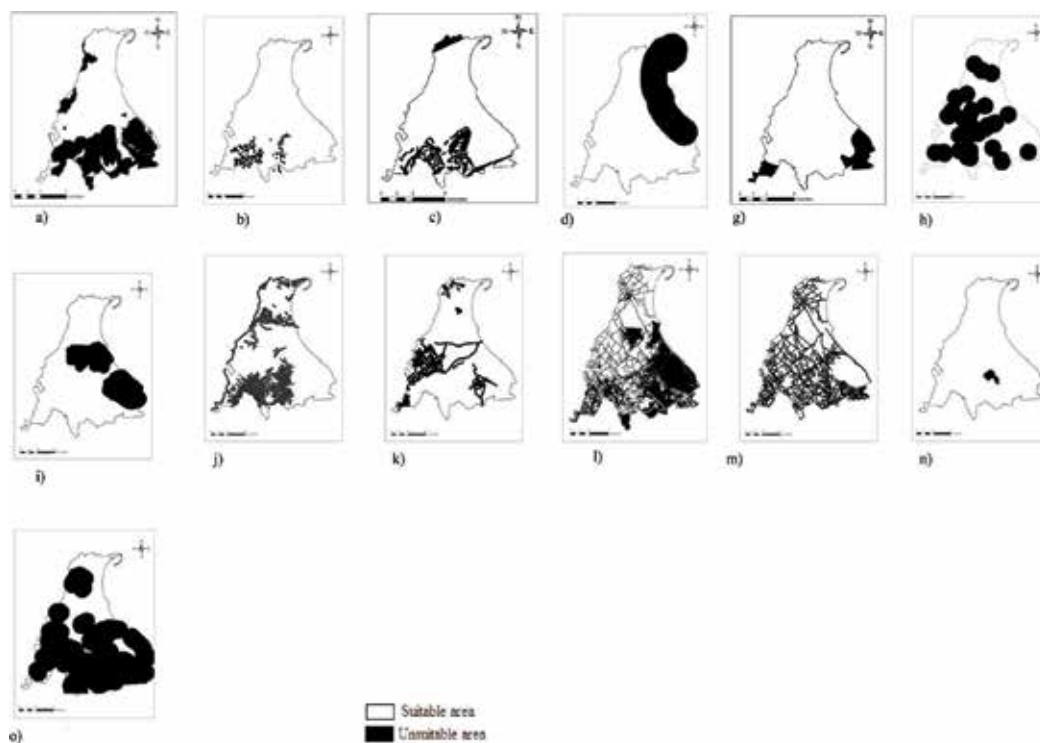 a)
b)
c)
d)
g)
h)
i)
j)
k)
l)
m)
n)
o)
Suitable area
Unsuitable area